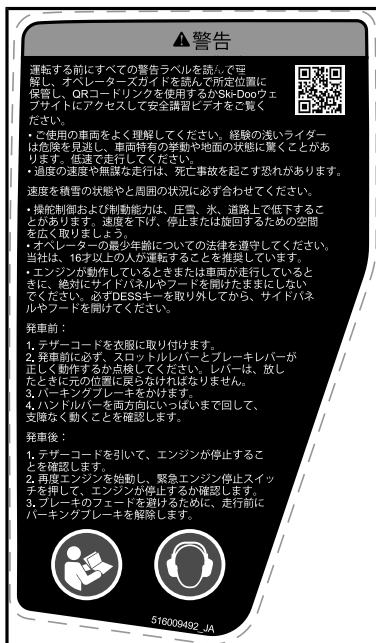 警告
運転する前にすべての警告ラベルを読んで理
解し、オペレーターズガイドを読んで所定位置に
保管し、QRコードリンクを使用するかSki-Dooウェ
ブサイトにアクセスして安全講習ビデオをご覧く
ださい。
・ご使用の車両をよく理解してください。経験の浅いライダー
は危険を見逃し、車両特有の挙動や地面の状態に驚くことがあ
ります。低速で走行してください。
・過度の速度や無謀な走行は、死亡事故を起こす恐れがあります。
速度を積雪の状態やと周囲の状況に必ず合わせてください。
・操舵制御および制動能力は、圧雪、氷、道路上で低下するこ
とがあります。速度を下げ、停止または旋回するための空間
を広く取りましょう。
・オペレーターの最少年齢についての法律を遵守してください。
当社は、16才以上の人が運転することを推奨しています。
・エンジンが動作しているときまたは車両が走行していると
きに、絶対にサイドパネルやフードを開けたままにしない
でください。必ずDESSキーを取り外してから、サイドパネ
ルやフードを開けてください。
発車前：
1. テザーコードを衣服に取り付けます。
2. 発車前に必ず、スロットルレバーとブレーキレバーが
正しく動作するか点検してください。レバーは、放し
たときに元の位置に戻らなければなりません。
3. パーキングブレーキをかけます。
4. ハンドルバーを両方向にいっぱいまで回して、
支障なく動くことを確認します。
発車後：
1. テザーコードを引いて、エンジンが停止するこ
とを確認します。
2. 再度エンジンを始動し、緊急エンジン停止スイッ
チを押して、エンジンが停止するか確認します。
3. ブレーキのフェードを避けるために、走行前に
パーキングブレーキを解除します。
516009492_JA